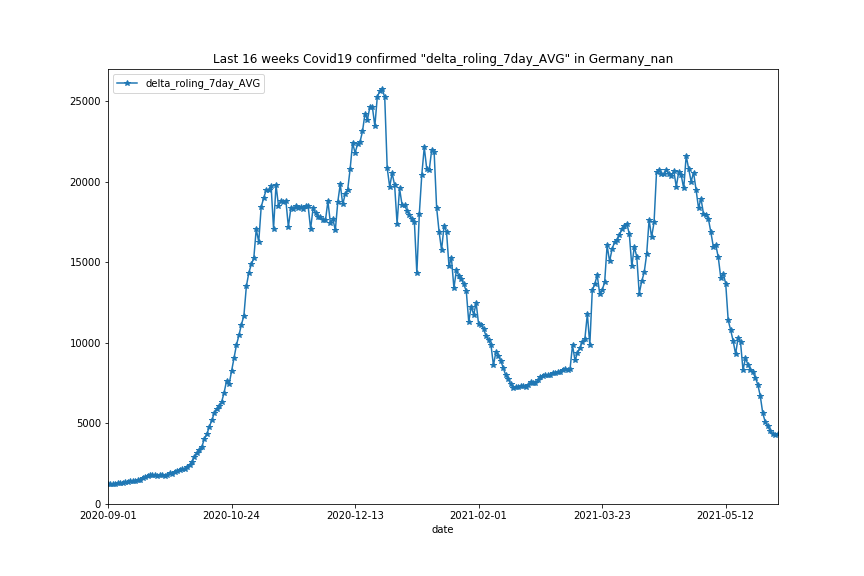 Last 16 weeks Covid19 confirmed "delta_roling_7day_AVG" in Germany_nan
delta_roling_7day_AVG
25000
20000
15000
10000
5000
0
2020-09-01 2020-10-24 2020-12-13 2021-02-01 2021-03-23 2021-05-12
date